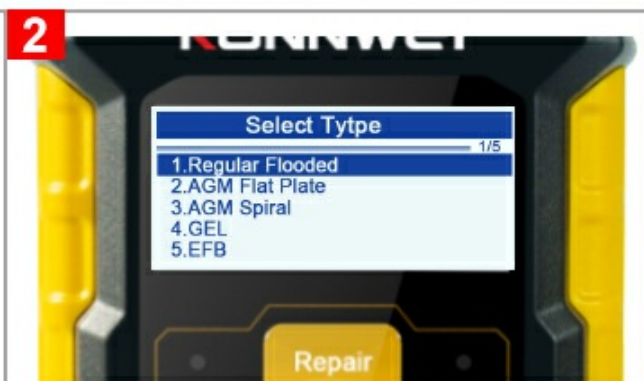 2
KONNWEI
Select Tytpe
1/5
1.Regular Flooded
2.AGM Flat Plate
3.AGM Spiral
4.GEL
5.EFB
Repair